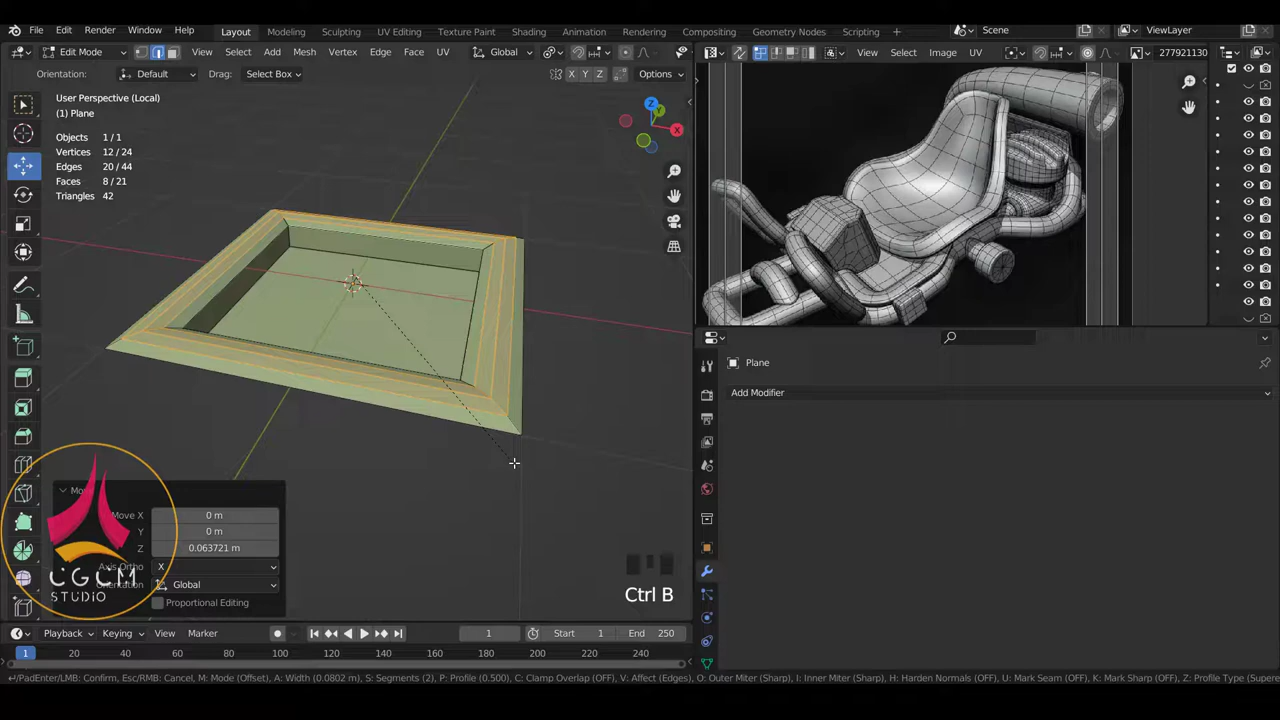 File Edit Render Window Help Layout Modeling Sculpting UV Editing Texture Paint Shading Animation Rendering Compositing Geometry Nodes Scripting Scene ViewLayer
Edit Mode View Select Add Mesh Vertex Edge Face UV Global View Select Image UV 277921130
Orientation: Default Drag: Select Box X Y Z Options
User Perspective (Local)
(1) Plane
Objects 1 / 1
Vertices 12 / 24
Edges 20 / 44
Faces 8 / 21
Triangles 42
Z
Y
X
Plane
Add Modifier
Move X 0 m
Y 0 m
Z 0.063721 m
Axis Ortho X
Orientation Global
Proportional Editing
CGCM
STUDIO
Ctrl B
Playback Keying View Marker 1 Start 1 End 250
1 20 40 60 80 100 120 140 160 180 200 220 240
PadEnter/LMB: Confirm, Esc/RMB: Cancel, M: Mode (Offset), A: Width (0.0802 m), S: Segments (2), P: Profile (0.500), C: Clamp Overlap (OFF), V: Affect (Edges), O: Outer Miter (Sharp), I: Inner Miter (Sharp), H: Harden Normals (OFF), U: Mark Seam (OFF), K: Mark Sharp (OFF), Z: Profile Type (Supere